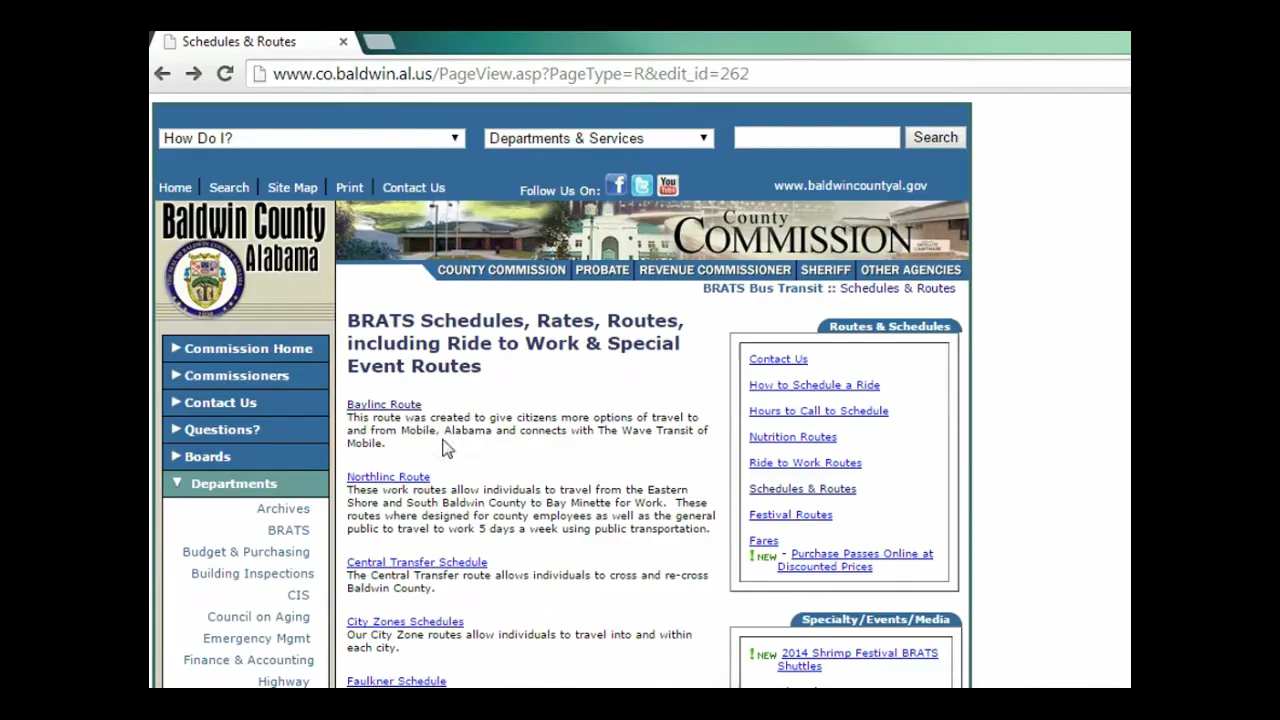 Schedules & Routes
www.co.baldwin.al.us/PageView.asp?PageType=R&edit_id=262
How Do I?
Departments & Services
Search
Home
Search
Site Map
Print
Contact Us
Follow Us On:
You
www.baldwincountyal.gov
Baldwin County
Alabama
County
COMMISSION
COUNTY COMMISSION
PROBATE
REVENUE COMMISSIONER
SHERIFF
OTHER AGENCIES
BRATS Bus Transit :: Schedules & Routes
Commission Home
Commissioners
Contact Us
Questions?
Boards
Departments
Archives
BRATS
Budget & Purchasing
Building Inspections
CIS
Council on Aging
Emergency Mgmt
Finance & Accounting
Highway
BRATS Schedules, Rates, Routes,
including Ride to Work & Special
Event Routes
Baylinc Route
This route was created to give citizens more options of travel to
and from Mobile, Alabama and connects with The Wave Transit of
Mobile.
Northlinc Route
These work routes allow individuals to travel from the Eastern
Shore and South Baldwin County to Bay Minette for Work. These
routes where designed for county employees as well as the general
public to travel to work 5 days a week using public transportation.
Central Transfer Schedule
The Central Transfer route allows individuals to cross and re-cross
Baldwin County.
City Zones Schedules
Our City Zone routes allow individuals to travel into and within
each city.
Faulkner Schedule
Routes & Schedules
Contact Us
How to Schedule a Ride
Hours to Call to Schedule
Nutrition Routes
Ride to Work Routes
Schedules & Routes
Festival Routes
Fares
! NEW - Purchase Passes Online at
Discounted Prices
Specialty/Events/Media
! NEW 2014 Shrimp Festival BRATS
Shuttles